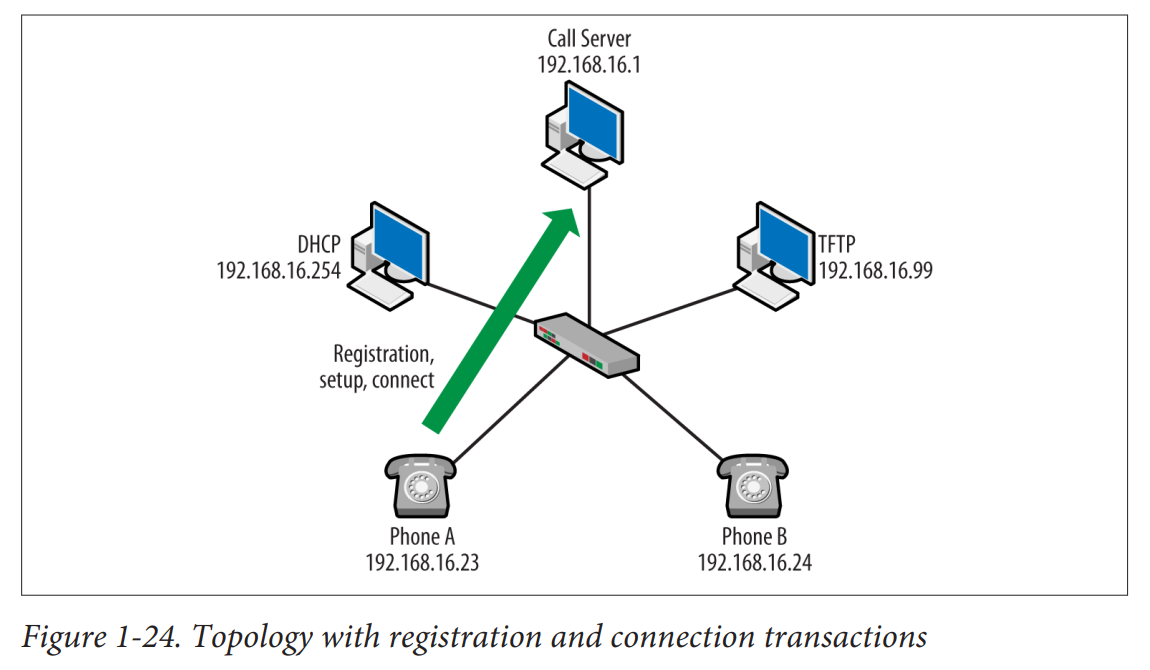 Call Server
192.168.16.1
DHCP
192.168.16.254
TFTP
192.168.16.99
Registration,
setup, connect
Phone A
192.168.16.23
Phone B
192.168.16.24
Figure 1-24. Topology with registration and connection transactions